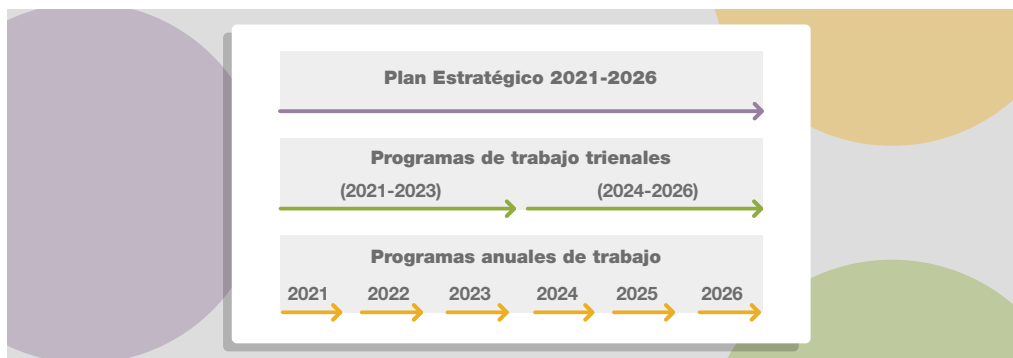 Plan Estratégico 2021-2026
Programas de trabajo trienales
(2021-2023) (2024-2026)
Programas anuales de trabajo
2021 2022 2023 2024 2025 2026